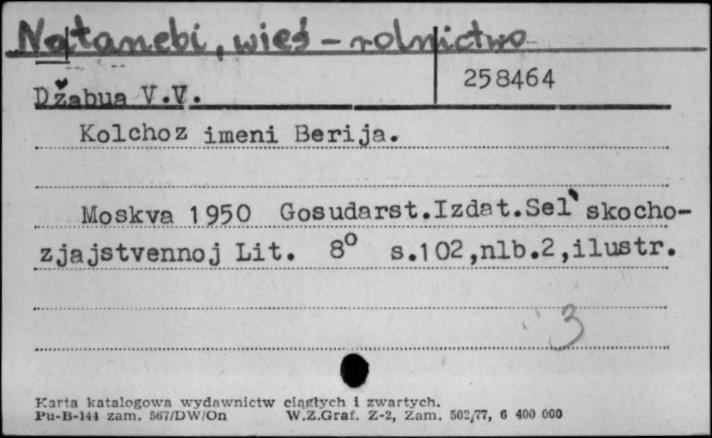 Natanebi, wieś - rolnictwo
258464
Džabua V.V.
Kolchoz imeni Berija.
Moskva 1950 Gosudarst.Izdat.Sel'skocho-
zjajstvennoj Lit. 8° s.102,nlb.2,ilustr.
3
Karta katalogowa wydawnictw ciągłych i zwartych.
Pu-B-144 zam. 567/DW/On W.Z.Graf. Z-2, Zam. 502/77, 6 400 000